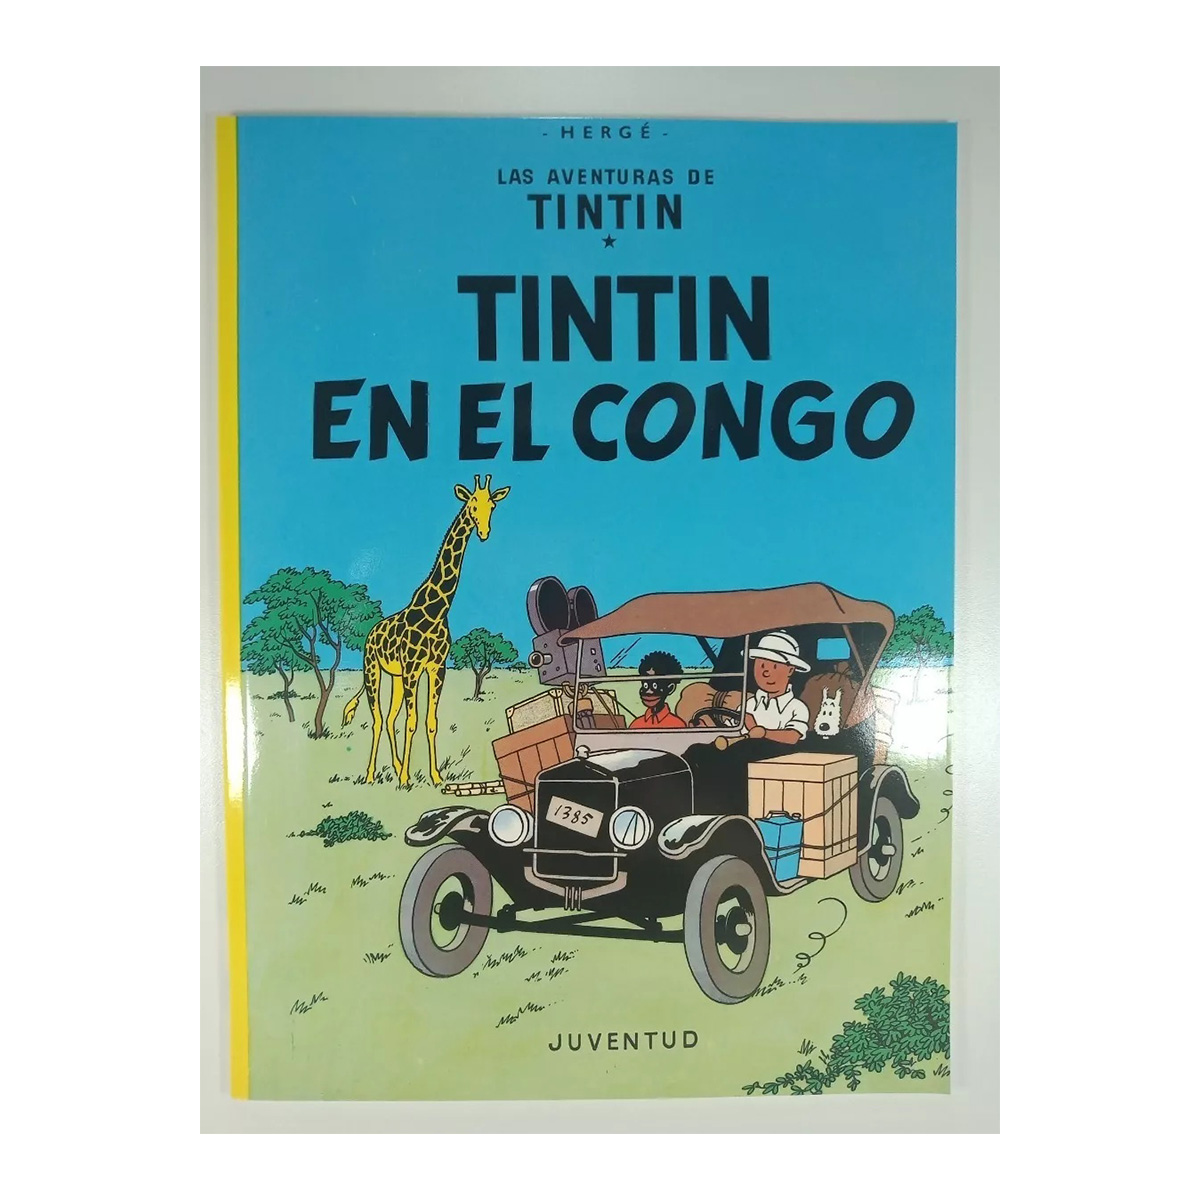 - HERGÉ -
LAS AVENTURAS DE
TINTIN
TINTIN
EN EL CONGO
1385
JUVENTUD